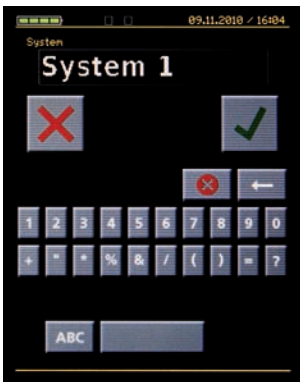 09.11.2010 / 16:04
System
System 1
1 2 3 4 5 6 7 8 9 0
+ " * % & / ( ) = ?
ABC